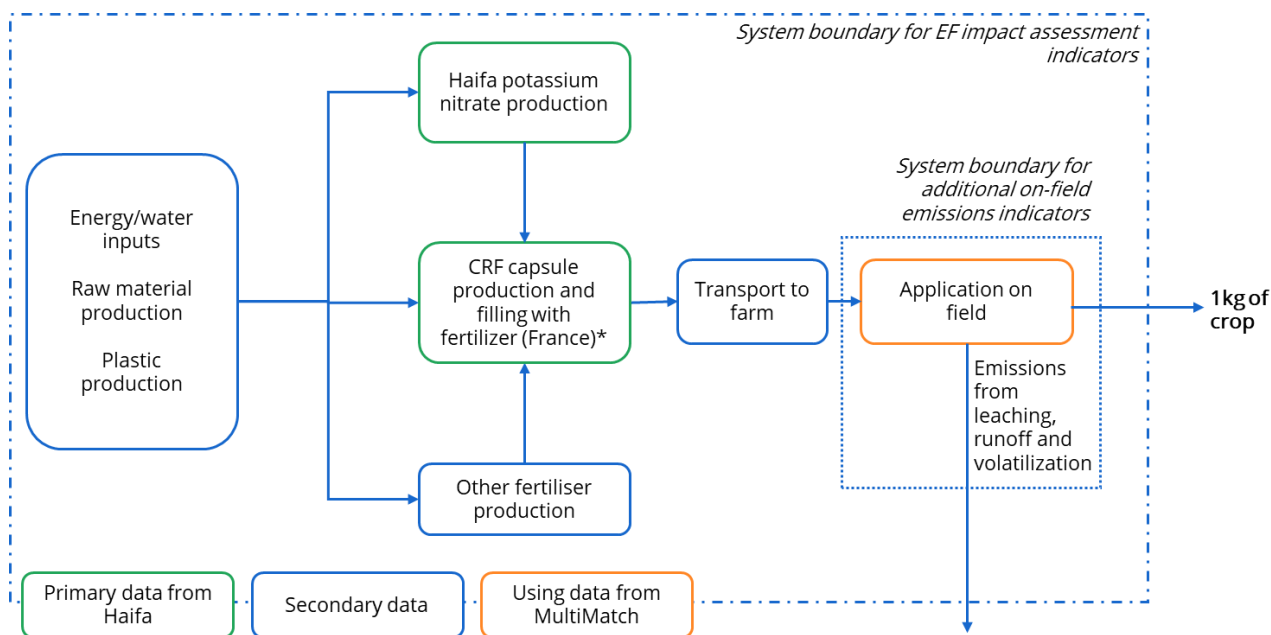 System boundary for EF impact assessment
indicators
Haifa potassium
nitrate production
System boundary for
additional on-field
emissions indicators
Energy/water
inputs
Raw material
production
Plastic
production
CRF capsule
production and
filling with
fertilizer (France)*
Transport to
farm
Application on
field
1kg of
crop
Emissions
from
leaching,
runoff and
volatilization
Other fertiliser
production
Primary data from
Haifa
Secondary data
Using data from
MultiMatch